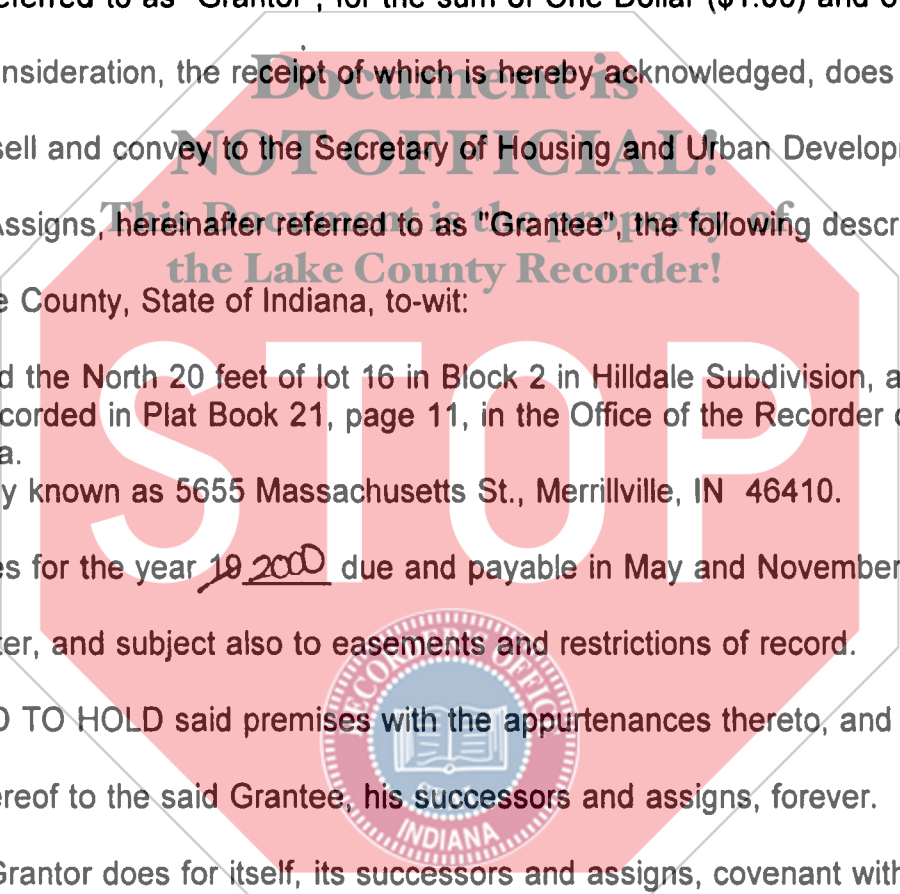 referred to as "Grantor", for the sum of One Dollar ($1.00) and o
nsideration, the receipt of which is hereby acknowledged, does
Document is
sell and convey to the Secretary of Housing and Urban Develop
NOT OFFICIAL!
Assigns, hereinafter referred to as "Grantee", the following descr
This Document is the property of
the Lake County Recorder!
e County, State of Indiana, to-wit:
d the North 20 feet of lot 16 in Block 2 in Hilldale Subdivision, a
corded in Plat Book 21, page 11, in the Office of the Recorder
a.
y known as 5655 Massachusetts St., Merrillville, IN 46410.
STOP
es for the year 19 2000 due and payable in May and November
ter, and subject also to easements and restrictions of record.
RECORDER OFFIC
O TO HOLD said premises with the appurtenances thereto, and
ereof to the said Grantee, his successors and assigns, forever.
INDIANA
Grantor does for itself, its successors and assigns, covenant with